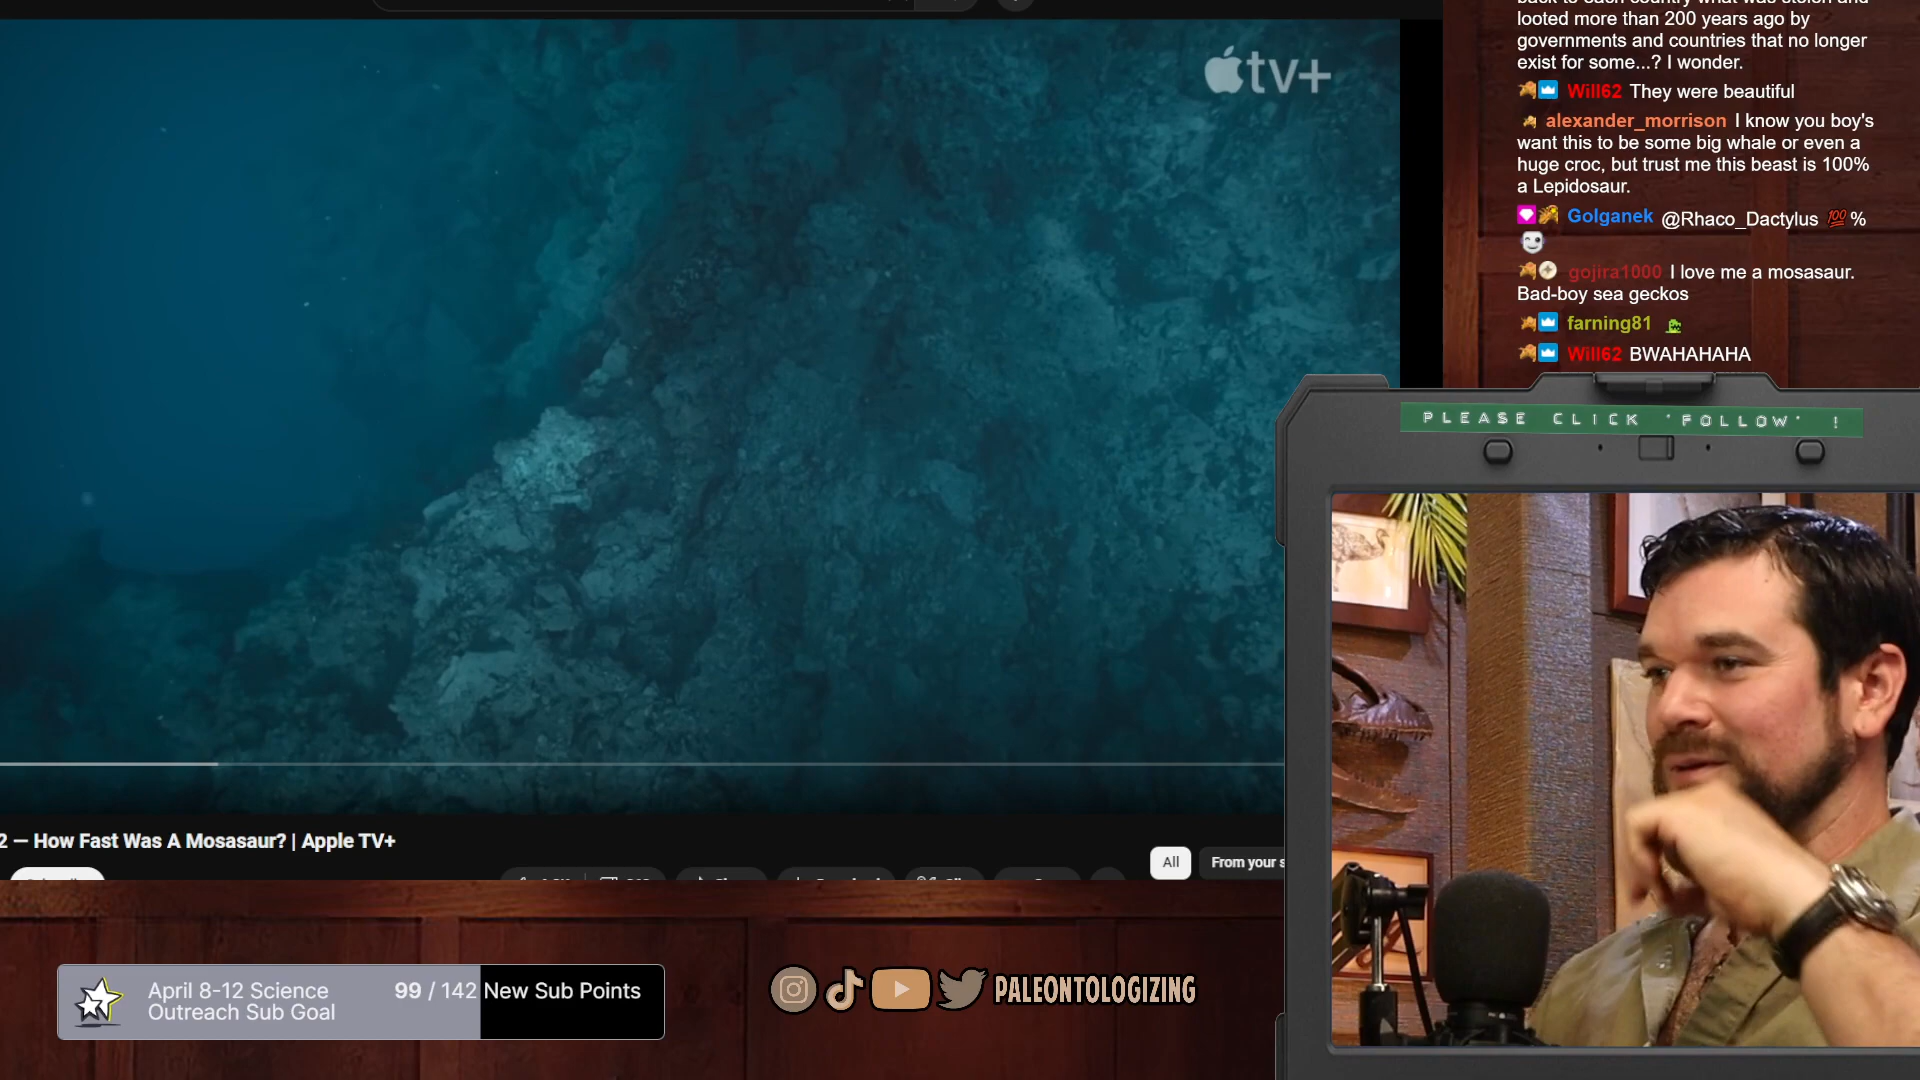 tv+
looted more than 200 years ago by
governments and countries that no longer
exist for some...? I wonder.
Will62 They were beautiful
alexander_morrison I know you boy's
want this to be some big whale or even a
huge croc, but trust me this beast is 100%
a Lepidosaur.
Golganek @Rhaco_Dactylus 💯 %
gojira1000 I love me a mosasaur.
Bad-boy sea geckos
farning81
Will62 BWAHAHAHA
PLEASE CLICK "FOLLOW" !
2 — How Fast Was A Mosasaur? | Apple TV+
All
From your s
April 8-12 Science
Outreach Sub Goal
99 / 142 New Sub Points
PALEONTOLOGIZING